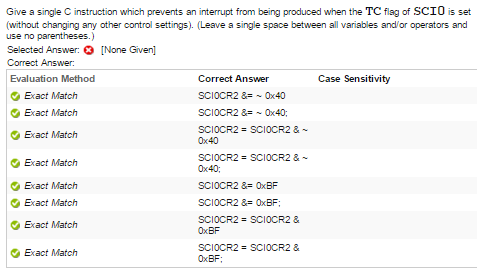 Give a single C instruction which prevents an interrupt from being produced when the TC flag of SCI0 is set
(without changing any other control settings). (Leave a single space between all variables and/or operators and
use no parentheses.)
Selected Answer: [None Given]
Correct Answer:
Evaluation Method Correct Answer Case Sensitivity
Exact Match SCI0CR2 &= ~ 0x40
Exact Match SCI0CR2 &= ~ 0x40;
Exact Match SCI0CR2 = SCI0CR2 & ~
0x40
Exact Match SCI0CR2 = SCI0CR2 & ~
0x40;
Exact Match SCI0CR2 &= 0xBF
Exact Match SCI0CR2 &= 0xBF;
Exact Match SCI0CR2 = SCI0CR2 &
0xBF
Exact Match SCI0CR2 = SCI0CR2 &
0xBF;